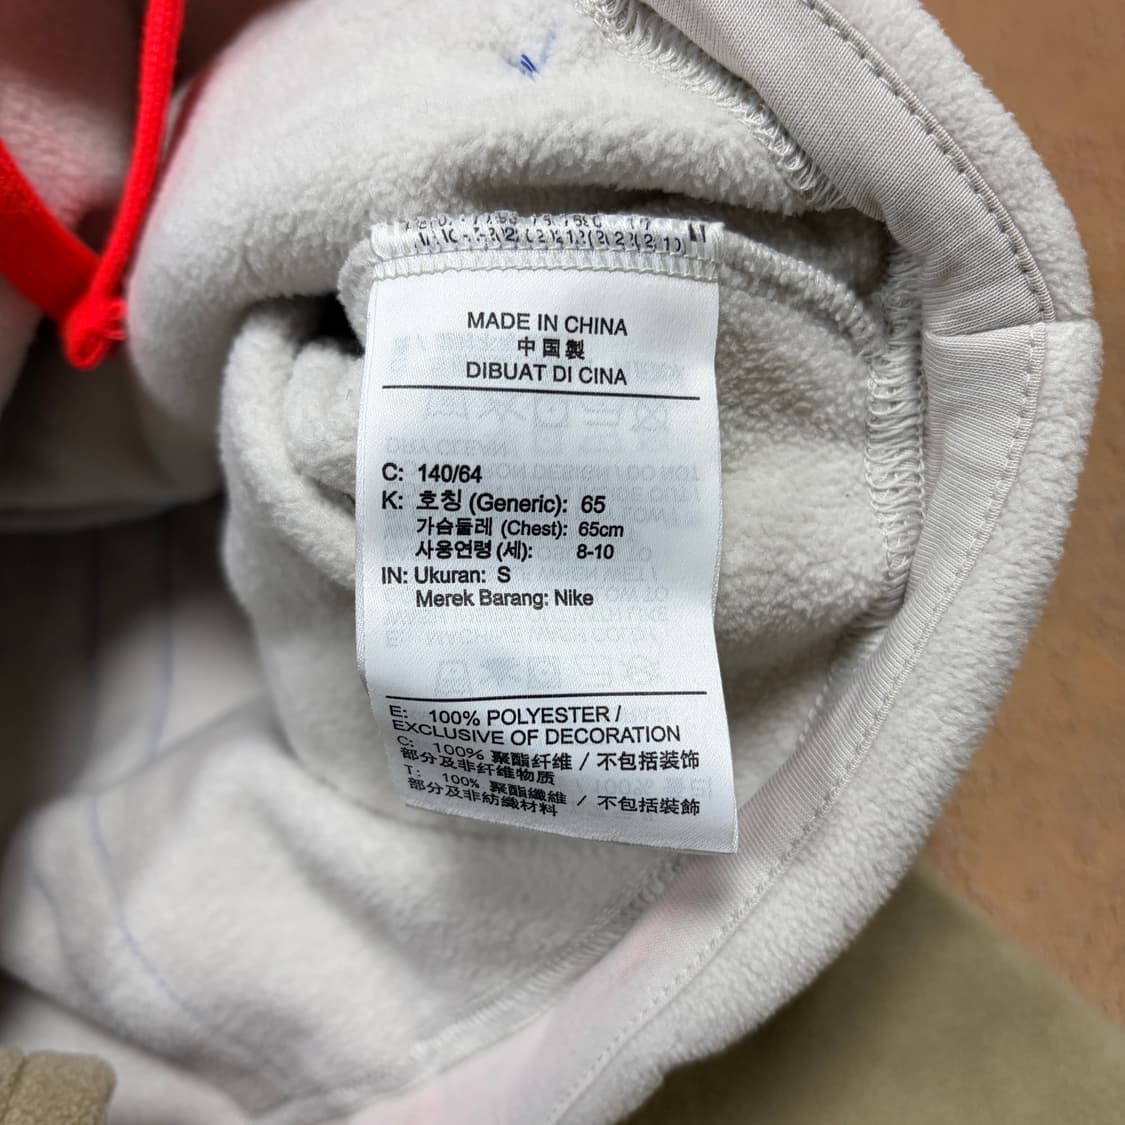 MADE IN CHINA
中国製
DIBUAT DI CINA
C: 140/64
K: 호칭 (Generic): 65
가슴둘레 (Chest): 65cm
사용연령 (세): 8-10
IN: Ukuran: S
Merek Barang: Nike
E: 100% POLYESTER /
EXCLUSIVE OF DECORATION
C: 100% 聚酯纤维 / 不包括装饰
部分及非纤维物质
T: 100% 聚酯纖維 / 不包括裝飾
部分及非紡織材料